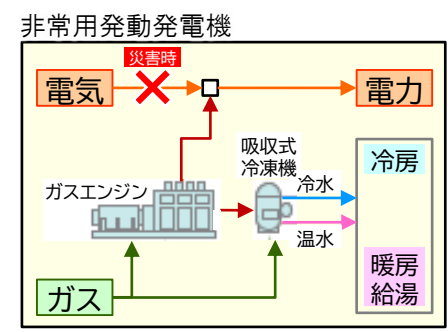 非常用発動発電機
災害時
電気
電力
吸収式
冷凍機
冷水
冷房
ガスエンジン
温水
暖房
給湯
ガス